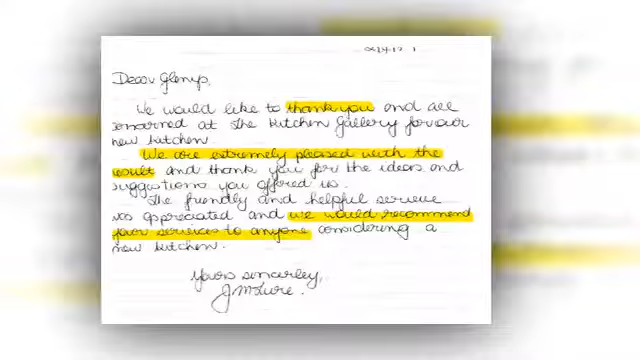 Dear Glenys,
We would like to thank you and all
concerned at the Kitchen Gallery for our
new kitchen.
We are extremely pleased with the
result and thank you for the ideas and
suggestions you offered us.
The friendly and helpful service
was appreciated and we would recommend
your services to anyone considering a
new kitchen.
Yours sincerley,